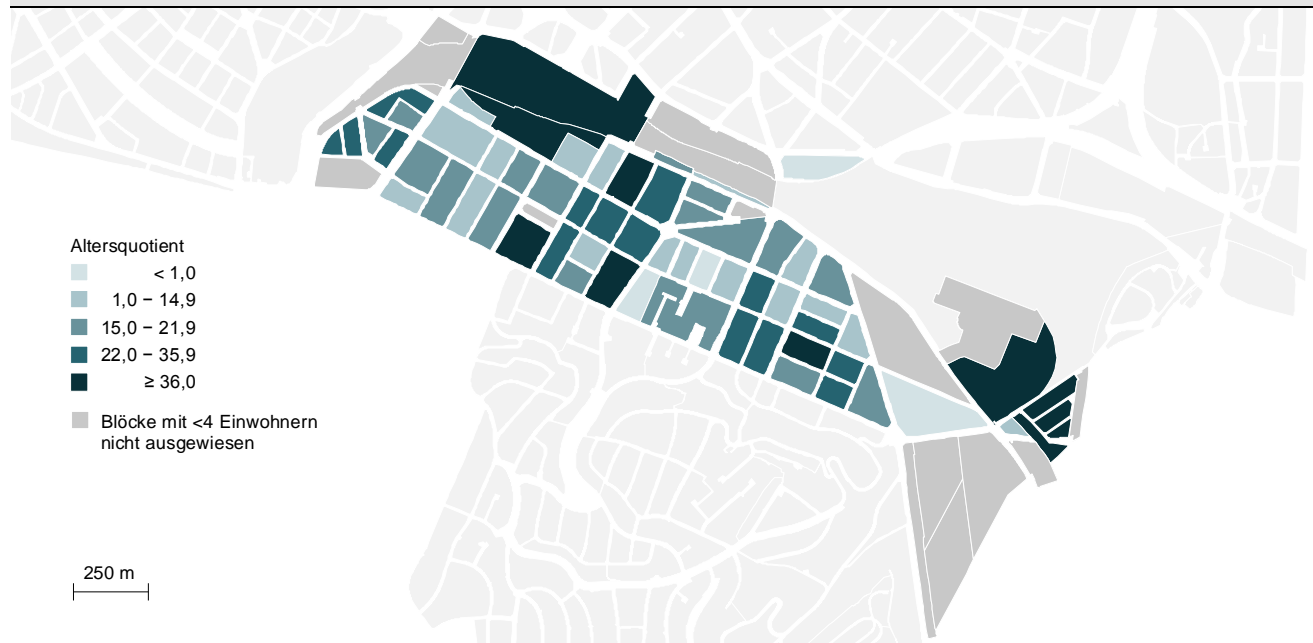 Altersquotient
< 1,0
1,0 − 14,9
15,0 − 21,9
22,0 − 35,9
≥ 36,0
Blöcke mit <4 Einwohnern
nicht ausgewiesen
250 m